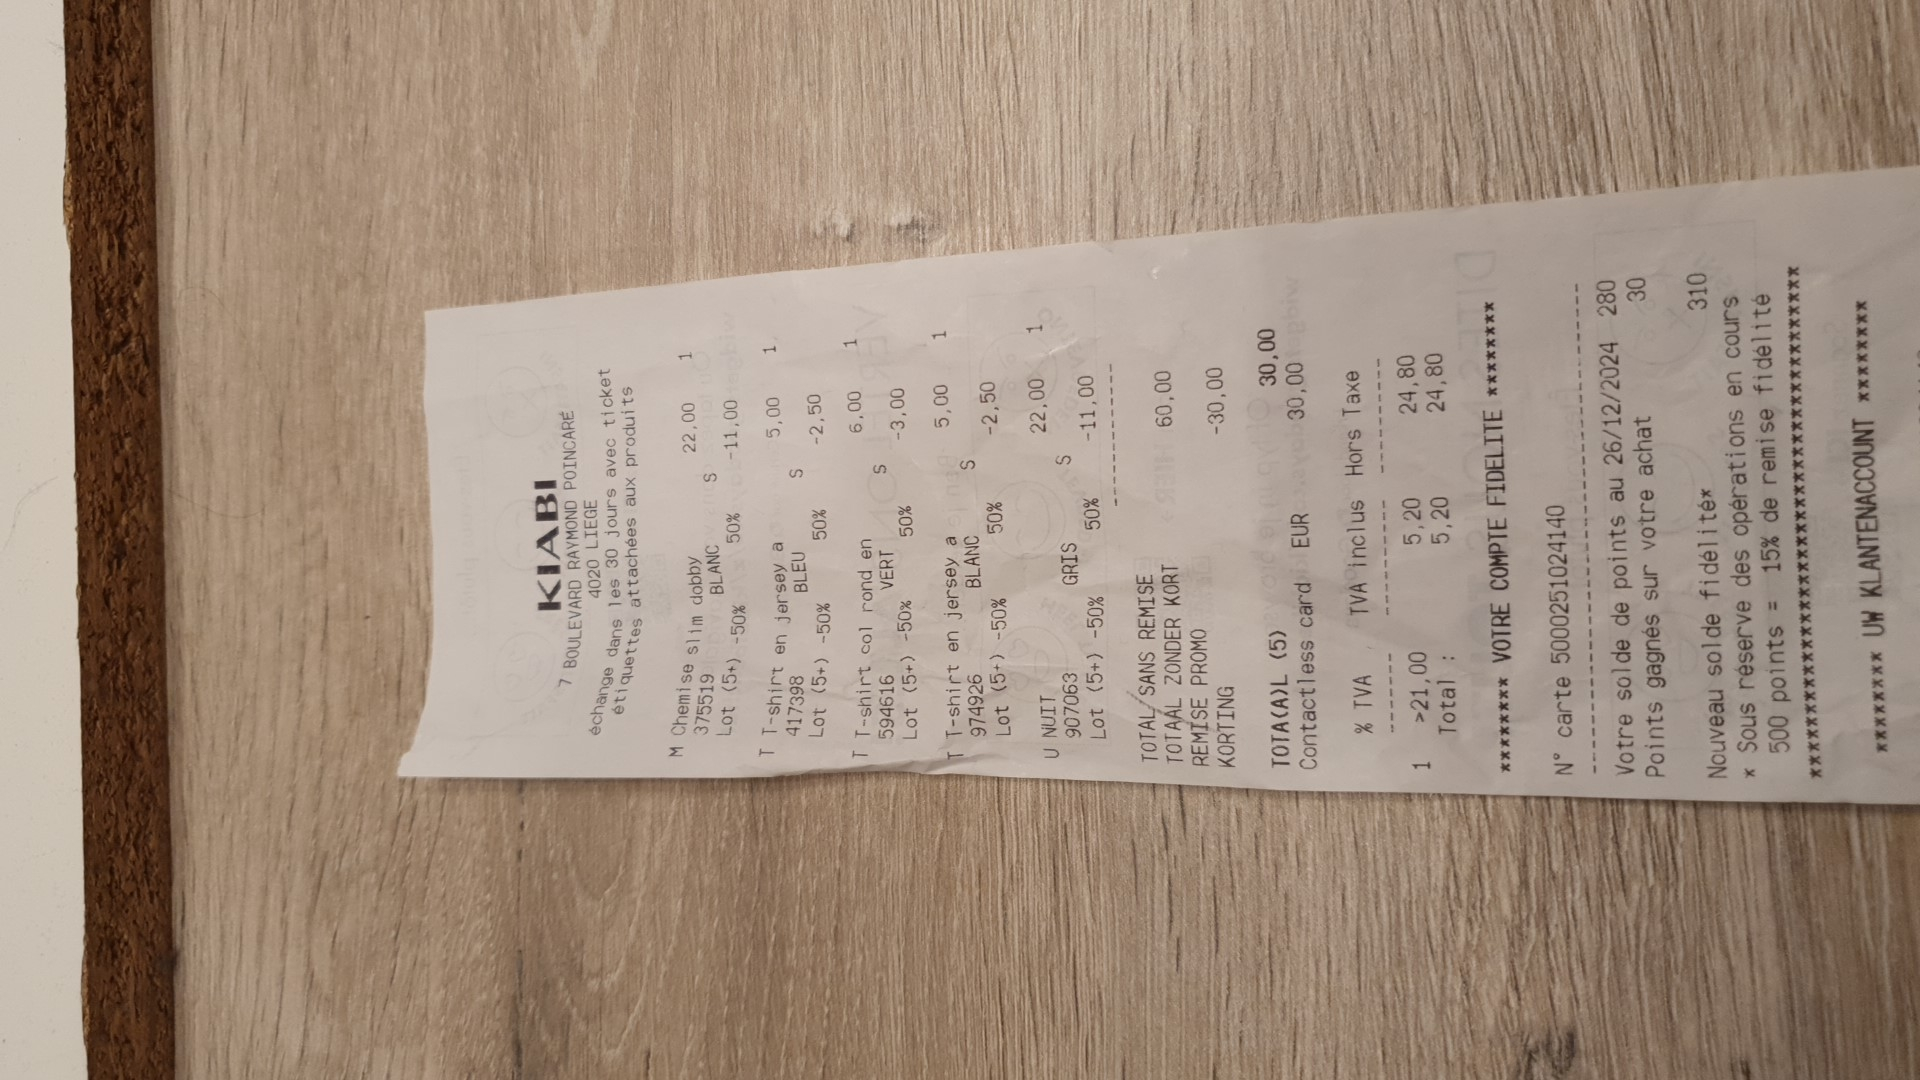 KIABI
7 BOULEVARD RAYMOND POINCARÉ
4020 LIEGE
échange dans les 30 jours avec ticket
étiquettes attachées aux produits
M Chemise slim dobby 22,00 1
375519 BLANC S
Lot (5+) -50% 50% -11,00
T T-shirt en jersey a 5,00 1
417398 BLEU S
Lot (5+) -50% 50% -2,50
T T-shirt col rond en 6,00 1
594616 VERT S
Lot (5+) -50% 50% -3,00
T T-shirt en jersey a 5,00 1
974926 BLANC S
Lot (5+) -50% 50% -2,50
U NUIT 22,00 1
907063 GRIS S
Lot (5+) -50% 50% -11,00
--------------
TOTAL/SANS REMISE 60,00
TOTAAL ZONDER KORT
REMISE PROMO -30,00
KORTING
TOTA(A)L (5) 30,00
Contactless card EUR 30,00
% TVA TVA inclus Hors Taxe
------ ----------- -----------
1 >21,00 5,20 24,80
Total : 5,20 24,80
******** VOTRE COMPTE FIDELITE ********
N° carte 5000251024140
-----------------------------------------
Votre solde de points au 26/12/2024 280
Points gagnés sur votre achat 30
Nouveau solde fidélité* 310
* Sous réserve des opérations en cours
500 points = 15% de remise fidélité
******************************************
******* UW KLANTENACCOUNT *******